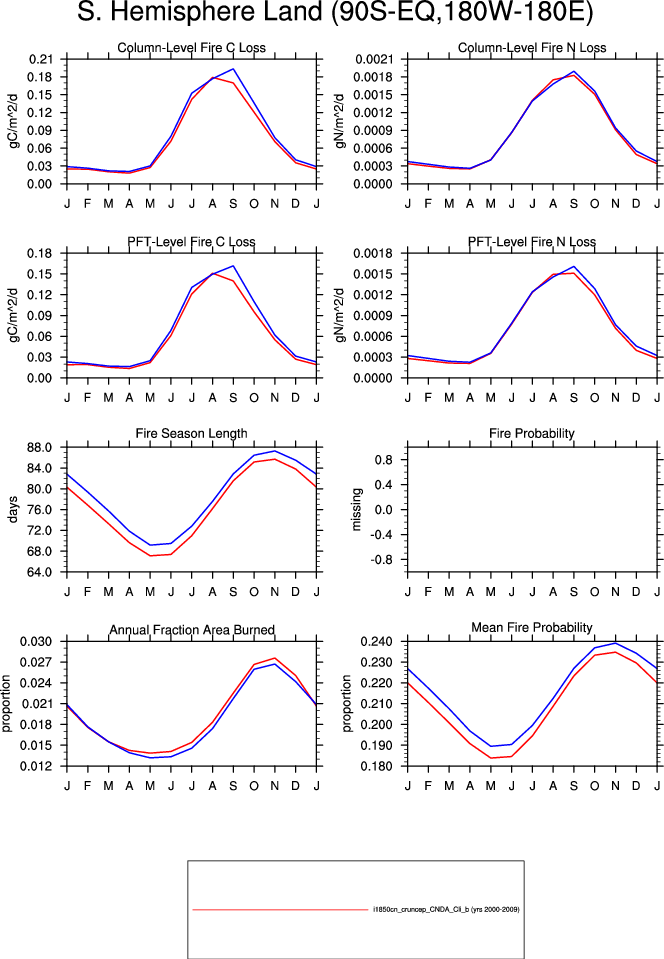 S. Hemisphere Land (90S-EQ,180W-180E)
Column-Level Fire C Loss
gC/m^2/d
0.21
0.18
0.15
0.12
0.09
0.06
0.03
0.00
J F M A M J J A S O N D J
Column-Level Fire N Loss
gN/m^2/d
0.0021
0.0018
0.0015
0.0012
0.0009
0.0006
0.0003
0.0000
J F M A M J J A S O N D J
PFT-Level Fire C Loss
gC/m^2/d
0.18
0.15
0.12
0.09
0.06
0.03
0.00
J F M A M J J A S O N D J
PFT-Level Fire N Loss
gN/m^2/d
0.0018
0.0015
0.0012
0.0009
0.0006
0.0003
0.0000
J F M A M J J A S O N D J
Fire Season Length
days
88.0
84.0
80.0
76.0
72.0
68.0
64.0
J F M A M J J A S O N D J
Fire Probability
missing
0.8
0.4
0.0
-0.4
-0.8
J F M A M J J A S O N D J
Annual Fraction Area Burned
proportion
0.030
0.027
0.024
0.021
0.018
0.015
0.012
J F M A M J J A S O N D J
Mean Fire Probability
proportion
0.240
0.230
0.220
0.210
0.200
0.190
0.180
J F M A M J J A S O N D J
i1850cn_cruncep_CNDA_Cli_b (yrs 2000-2009)